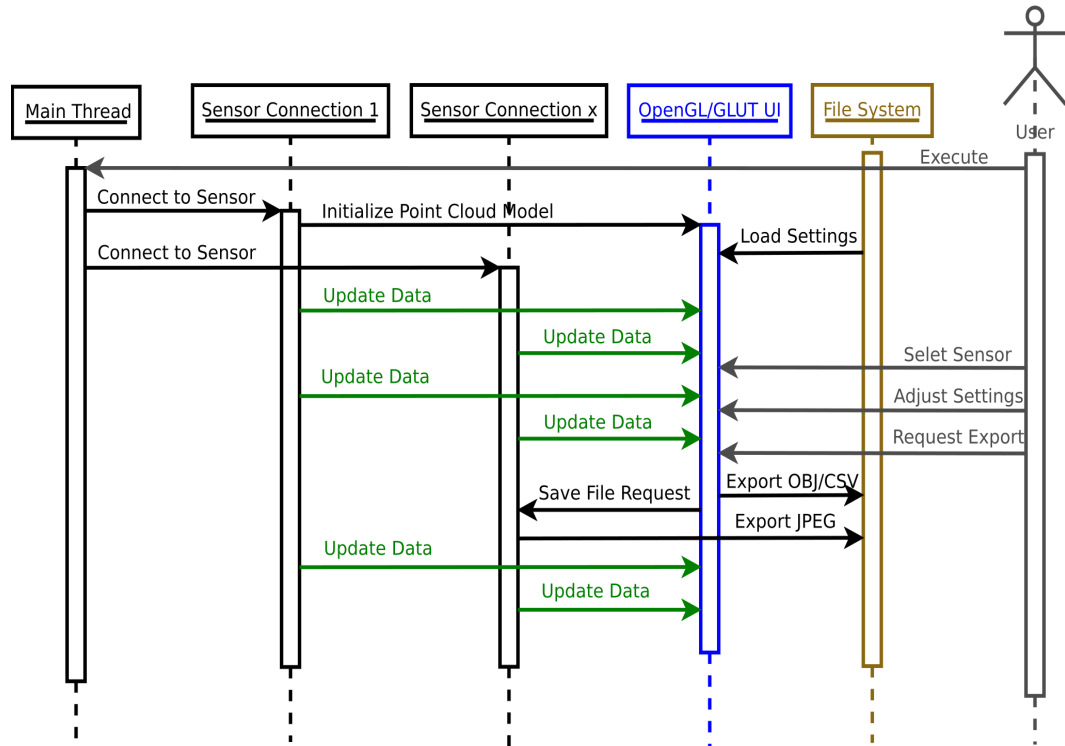 Main Thread
Sensor Connection 1
Sensor Connection x
OpenGL/GLUT UI
File System
User
Execute
Connect to Sensor
Initialize Point Cloud Model
Load Settings
Connect to Sensor
Update Data
Update Data
Selet Sensor
Update Data
Adjust Settings
Update Data
Request Export
Export OBJ/CSV
Save File Request
Export JPEG
Update Data
Update Data